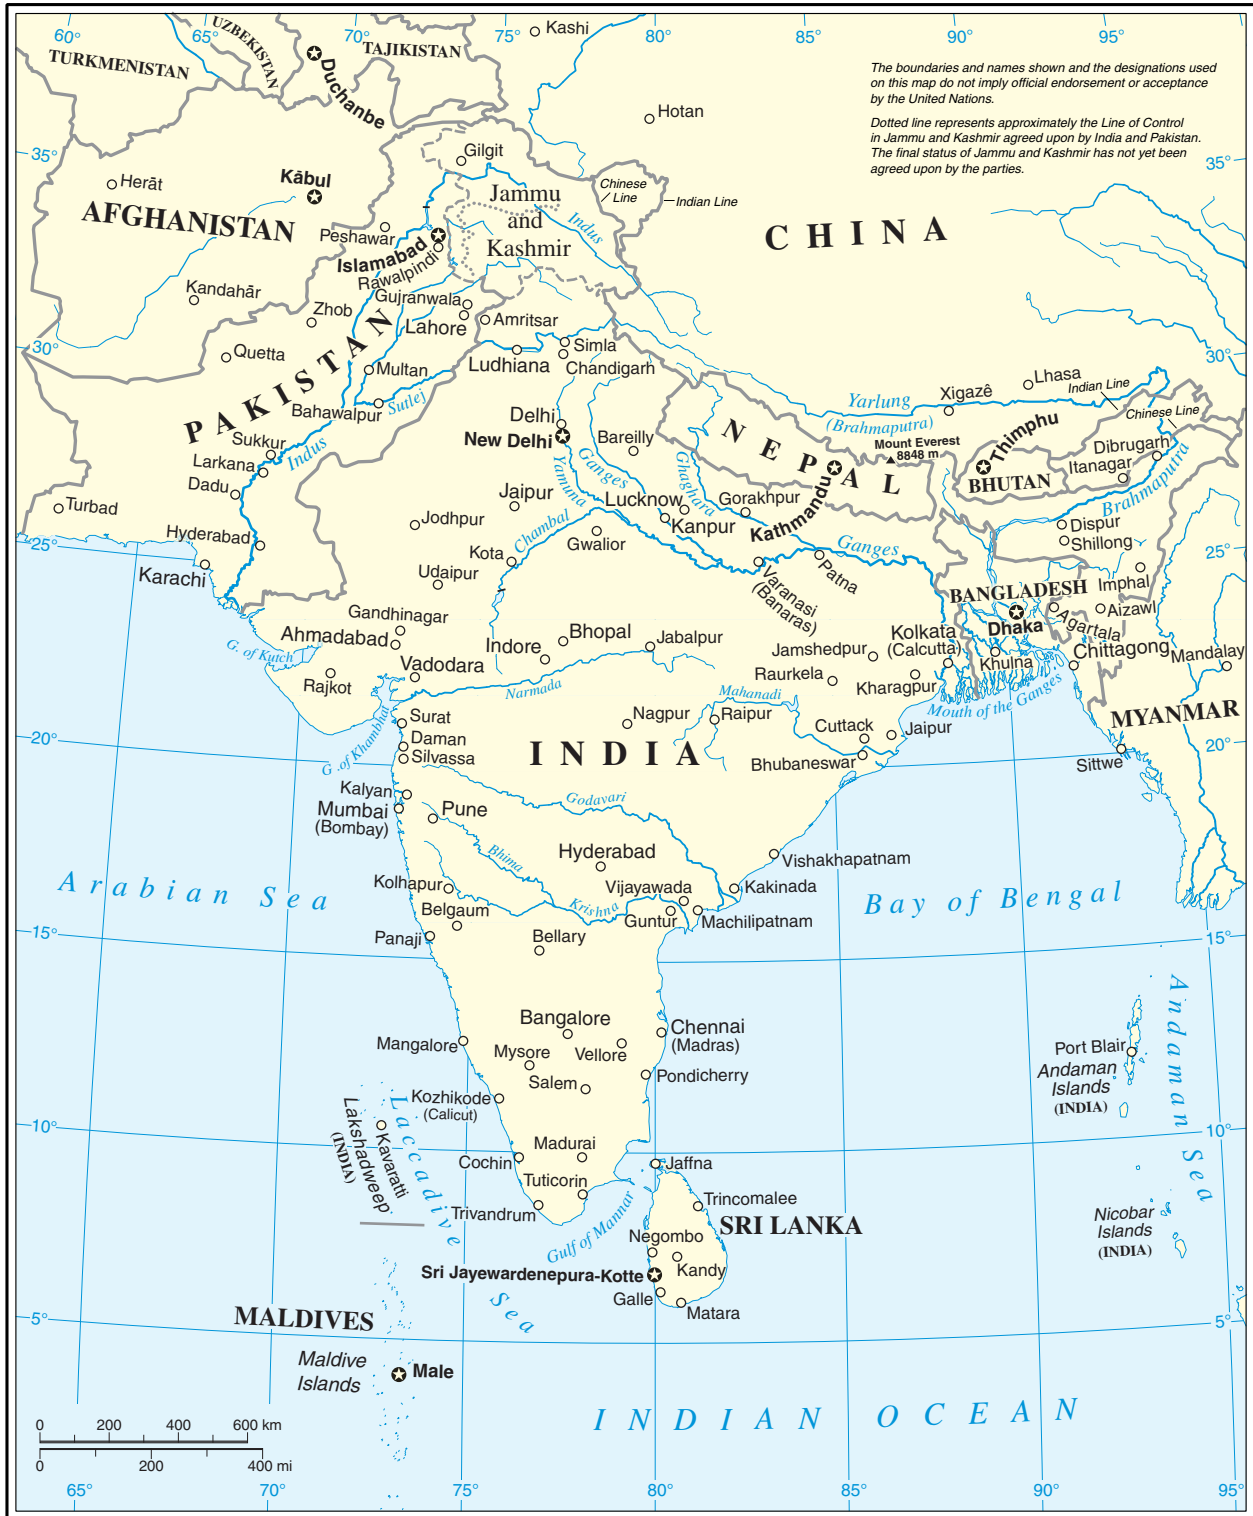 60°
65°
70°
75°
80°
85°
90°
95°
Kashi
UZBEKISTAN
TAJIKISTAN
TURKMENISTAN
Duchanbe
The boundaries and names shown and the designations used
on this map do not imply official endorsement or acceptance
by the United Nations.
Dotted line represents approximately the Line of Control
in Jammu and Kashmir agreed upon by India and Pakistan.
The final status of Jammu and Kashmir has not yet been
agreed upon by the parties.
Hotan
35°
35°
Gilgit
Herāt
Kābul
Chinese
Line
Indian Line
Jammu
and
Kashmir
Indus
AFGHANISTAN
Peshawar
Islamabad
Rawalpindi
CHINA
Kandahār
Zhob
Gujranwala
Lahore
Amritsar
30°
30°
Quetta
PAKISTAN
Multan
Ludhiana
Simla
Chandigarh
Bahawalpur
Sutlej
Xigazê
Lhasa
Indian Line
Yarlung
(Brahmaputra)
Chinese Line
Delhi
New Delhi
Bareilly
NEPAL
Mount Everest
8848 m
Thimphu
Dibrugarh
Itanagar
BHUTAN
Sukkur
Indus
Larkana
Dadu
Yamuna
Ganges
Ghaghara
Kathmandu
Brahmaputra
Turbad
Jaipur
Lucknow
Gorakhpur
Kanpur
Jodhpur
Chambal
Gwalior
Dispur
Shillong
Hyderabad
25°
25°
Kota
Ganges
Karachi
Udaipur
Varanasi
(Banaras)
Patna
Imphal
BANGLADESH
Gandhinagar
Aizawl
Agartala
Dhaka
Ahmadabad
Indore
Bhopal
Jabalpur
Jamshedpur
Kolkata
(Calcutta)
Khulna
Chittagong
Mandalay
G. of Kutch
Vadodara
Rajkot
Raurkela
Kharagpur
Narmada
Mahanadi
Mouth of the Ganges
Surat
Nagpur
Raipur
Cuttack
Jaipur
MYANMAR
G .of Khambhat
Daman
Silvassa
INDIA
20°
20°
Bhubaneswar
Sittwe
Kalyan
Mumbai
(Bombay)
Pune
Godavari
Bhima
Hyderabad
Vishakhapatnam
Arabian Sea
Kolhapur
Vijayawada
Kakinada
Bay of Bengal
Belgaum
Krishna
Guntur
Machilipatnam
15°
15°
Panaji
Bellary
Andaman Sea
Bangalore
Chennai
(Madras)
Mangalore
Mysore
Vellore
Port Blair
Andaman
Islands
(INDIA)
Salem
Pondicherry
Kozhikode
(Calicut)
Laccadive Sea
Lakshadweep
(INDIA)
Kavaratti
10°
10°
Madurai
Cochin
Jaffna
Tuticorin
Trivandrum
Gulf of Mannar
Trincomalee
SRI LANKA
Nicobar
Islands
(INDIA)
Negombo
Kandy
Sri Jayewardenepura-Kotte
Galle
Matara
5°
5°
MALDIVES
Maldive
Islands
Male
INDIAN OCEAN
0
200
400
600 km
0
200
400 mi
65°
70°
75°
80°
85°
90°
95°